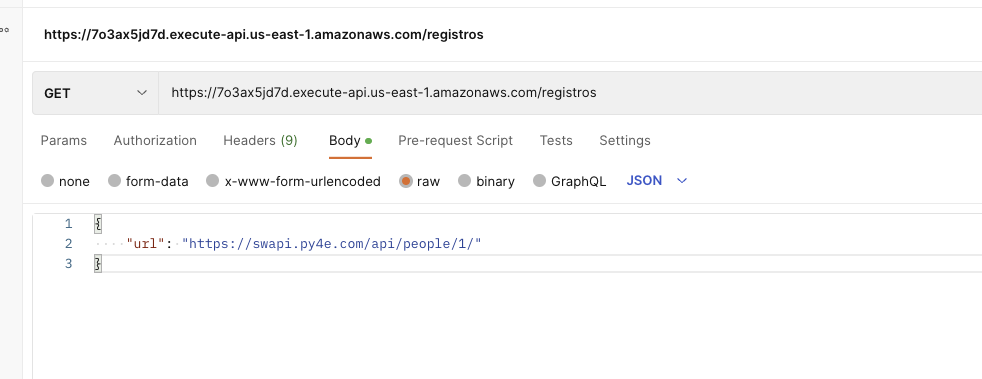 https://7o3ax5jd7d.execute-api.us-east-1.amazonaws.com/registros
GET https://7o3ax5jd7d.execute-api.us-east-1.amazonaws.com/registros
Params Authorization Headers (9) Body Pre-request Script Tests Settings
none form-data x-www-form-urlencoded raw binary GraphQL JSON
1 {
2 "url": "https://swapi.py4e.com/api/people/1/"
3 }